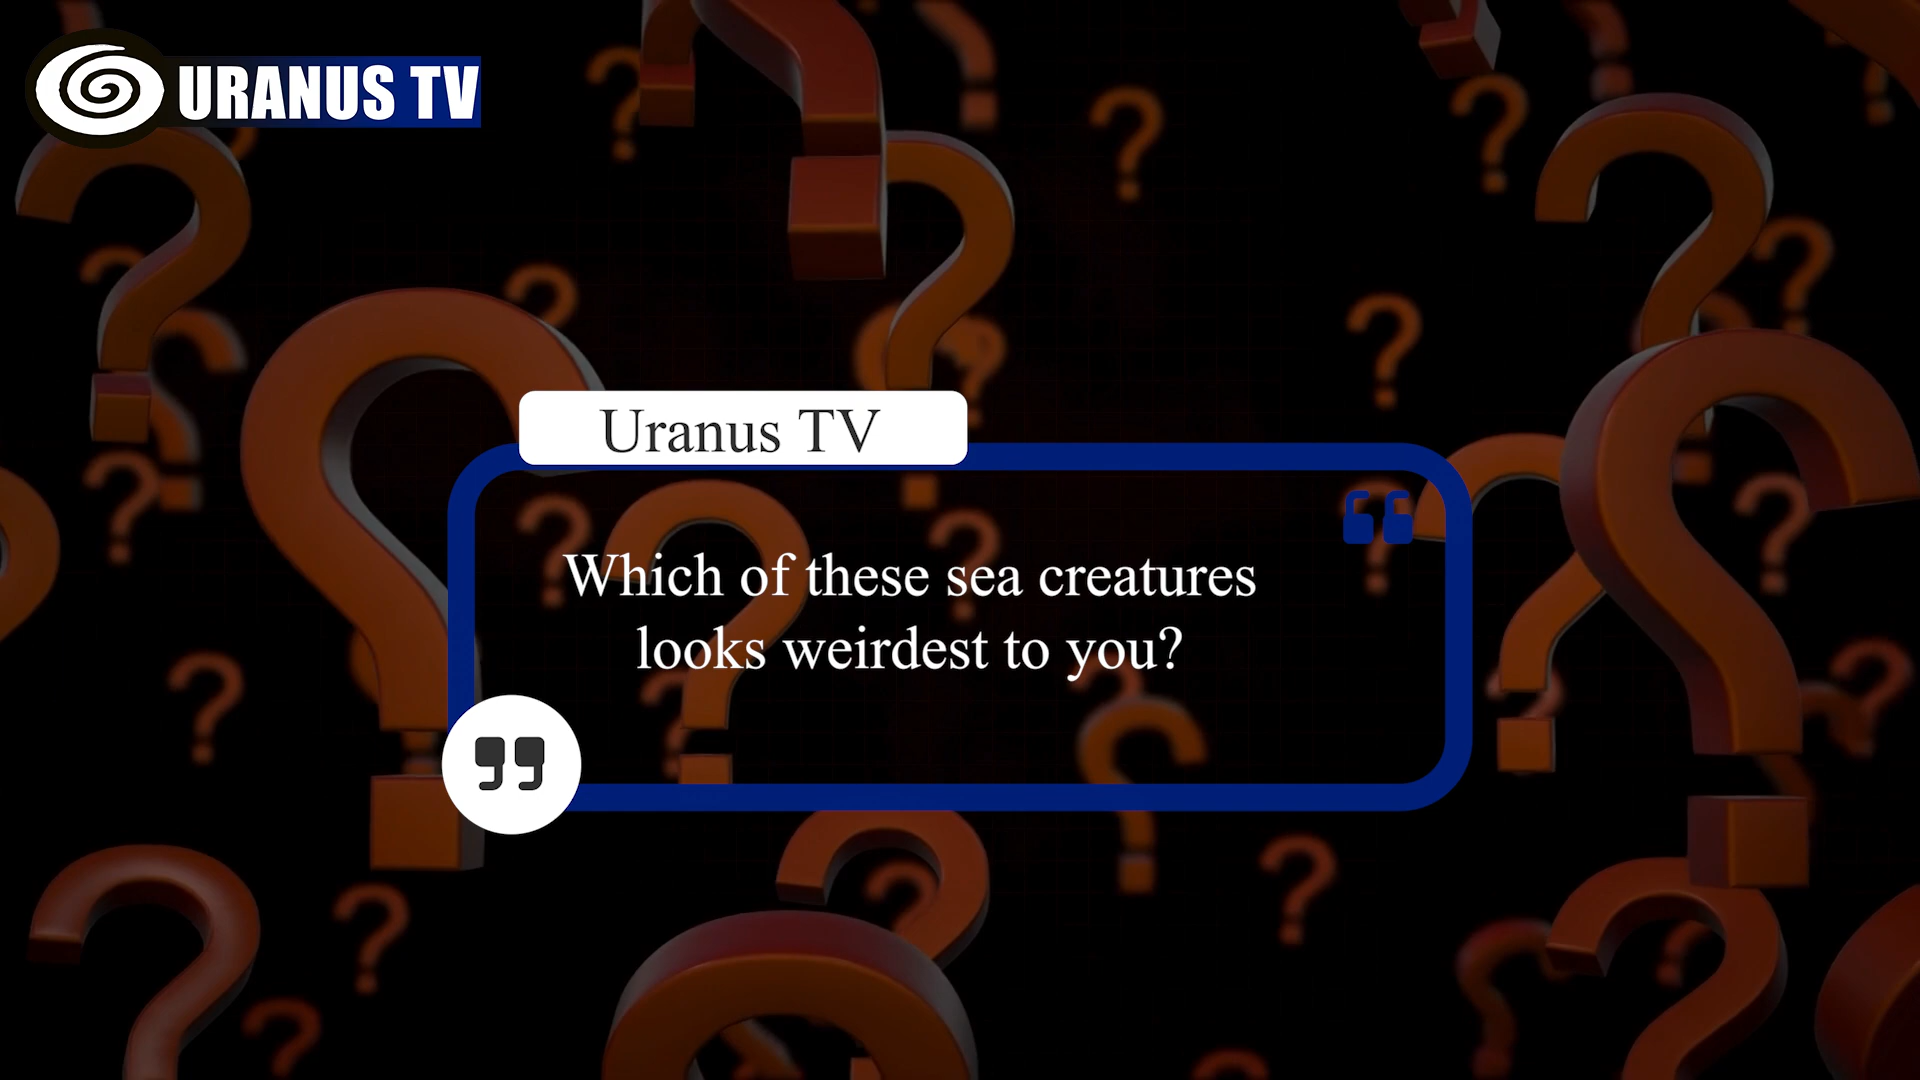 URANUS TV
Uranus TV
Which of these sea creatures
looks weirdest to you?